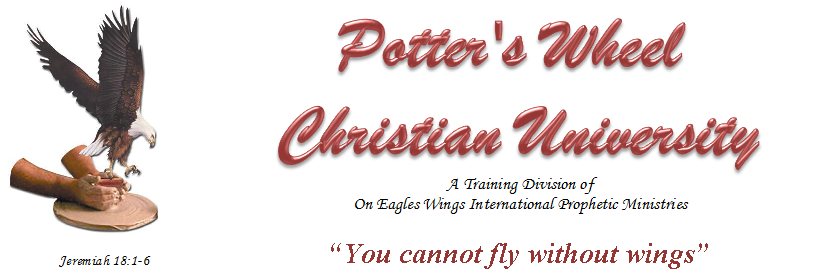 Potter's Wheel
Christian University
A Training Division of
On Eagles Wings International Prophetic Ministries
Jeremiah 18:1-6
“You cannot fly without wings”